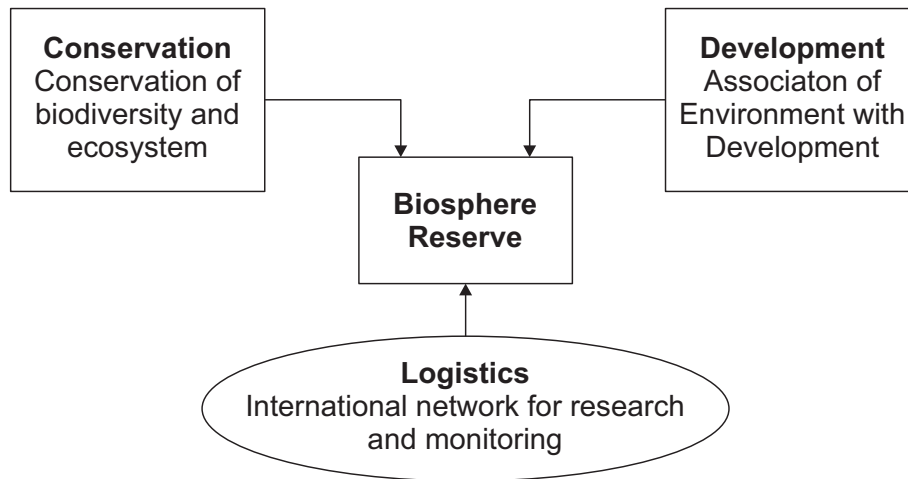 Conservation
Conservation of
biodiversity and
ecosystem
Development
Associaton of
Environment with
Development
Biosphere
Reserve
Logistics
International network for research
and monitoring